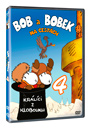 BOB a BOBEK
NA CESTÁCH
4
KRÁLÍCI
Z
KLOBOUKU